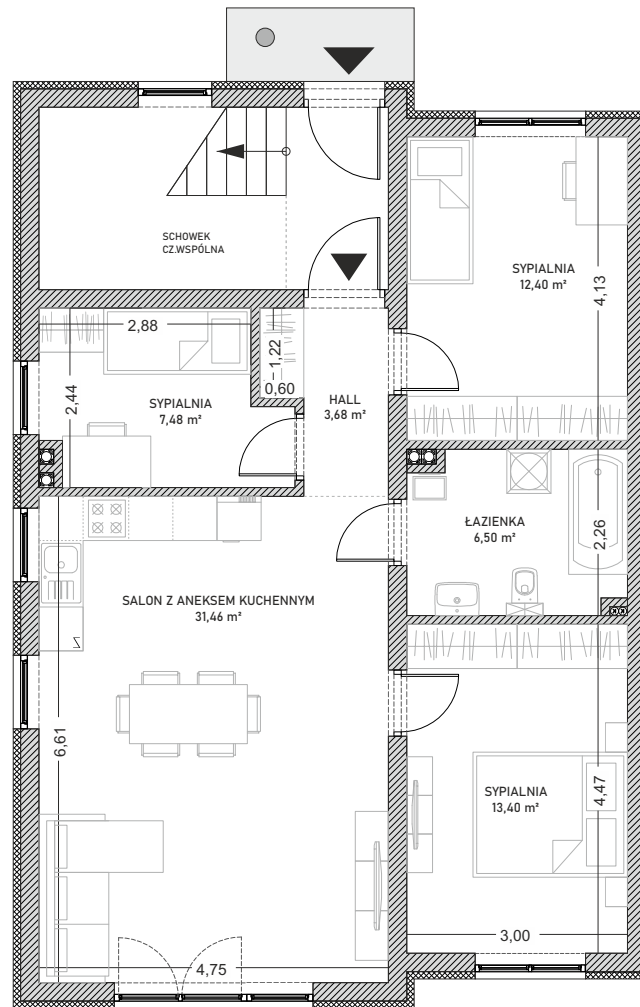 SCHOWEK
CZ.WSPÓLNA
SYPIALNIA
12,40 m²
4,13
2,88
2,44
SYPIALNIA
7,48 m²
1,22
0,60
HALL
3,68 m²
ŁAZIENKA
6,50 m²
2,26
SALON Z ANEKSEM KUCHENNYM
31,46 m²
6,61
4,75
SYPIALNIA
13,40 m²
4,47
3,00